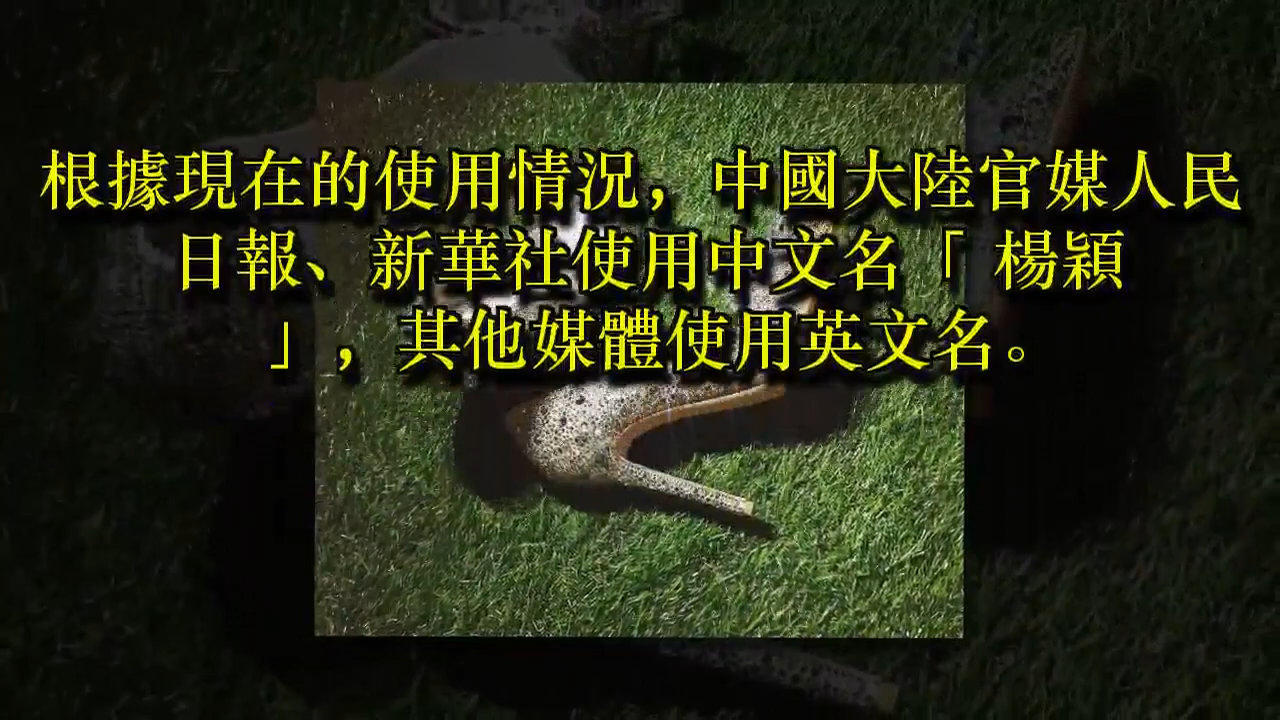 根據現在的使用情況，中國大陸官媒人民
日報、新華社使用中文名「 楊穎
」，其他媒體使用英文名。